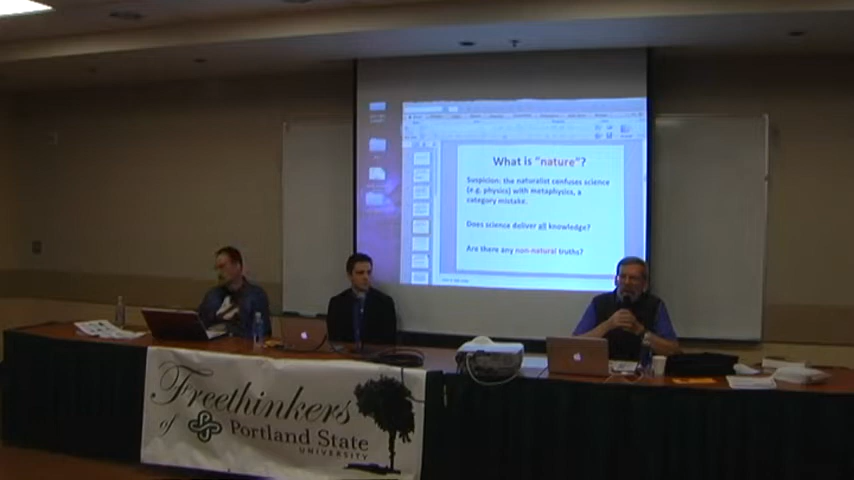 What is "nature"?
Suspicion: the naturalist confuses science
(e.g. physics) with metaphysics, a
category mistake.
Does science deliver all knowledge?
Are there any non-natural truths?
Freethinkers
of Portland State
UNIVERSITY